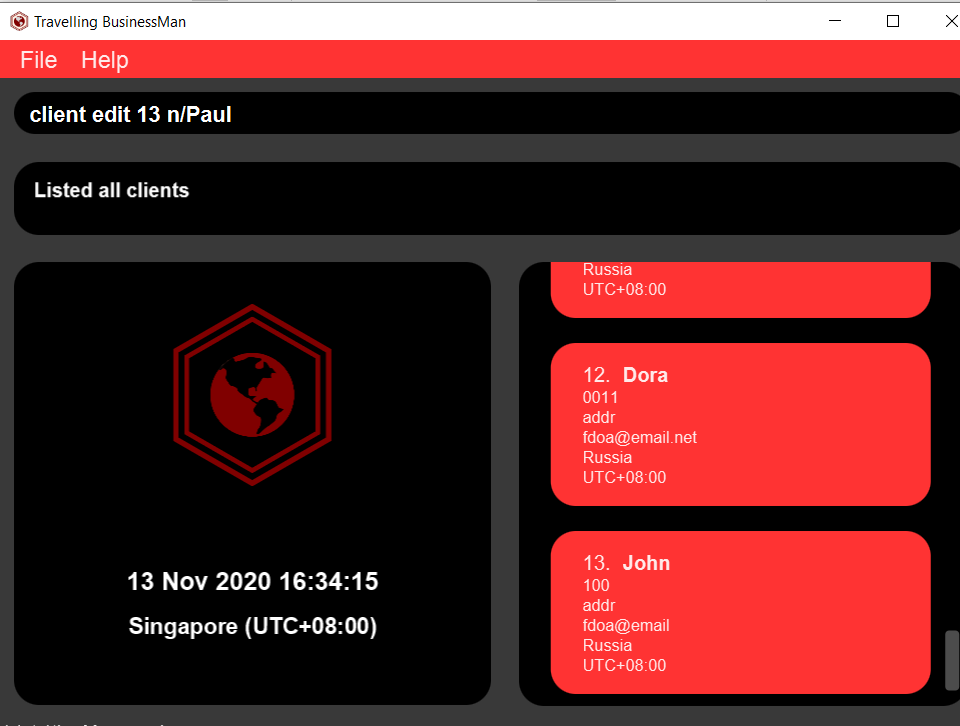 Travelling BusinessMan
File Help
client edit 13 n/Paul
Listed all clients
13 Nov 2020 16:34:15
Singapore (UTC+08:00)
Russia
UTC+08:00
12. Dora
0011
addr
fdoa@email.net
Russia
UTC+08:00
13. John
100
addr
fdoa@email
Russia
UTC+08:00